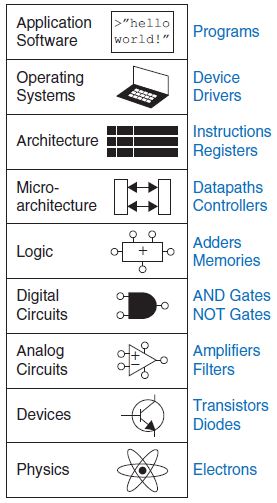 Application
Software
>"hello
world!"
Programs
Operating
Systems
Device
Drivers
Architecture
Instructions
Registers
Micro-
architecture
Datapaths
Controllers
Logic
+
Adders
Memories
Digital
Circuits
AND Gates
NOT Gates
Analog
Circuits
+
−
Amplifiers
Filters
Devices
Transistors
Diodes
Physics
Electrons